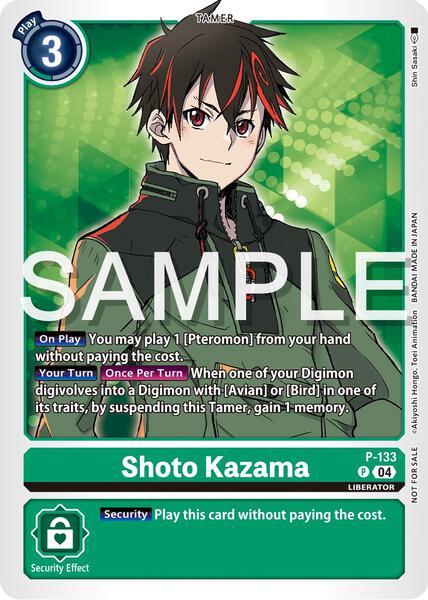 TAMER
Play
3
Shin Sasaki
SAMPLE
On Play You may play 1 [Pteromon] from your hand
without paying the cost.
Your Turn Once Per Turn When one of your Digimon
digivolves into a Digimon with [Avian] or [Bird] in one of
its traits, by suspending this Tamer, gain 1 memory.
©Akiyoshi Hongo, Toei Animation BANDAI MADE IN JAPAN
NOT FOR SALE
P-133
Shoto Kazama
P 04
LIBERATOR
Security Play this card without paying the cost.
Security Effect